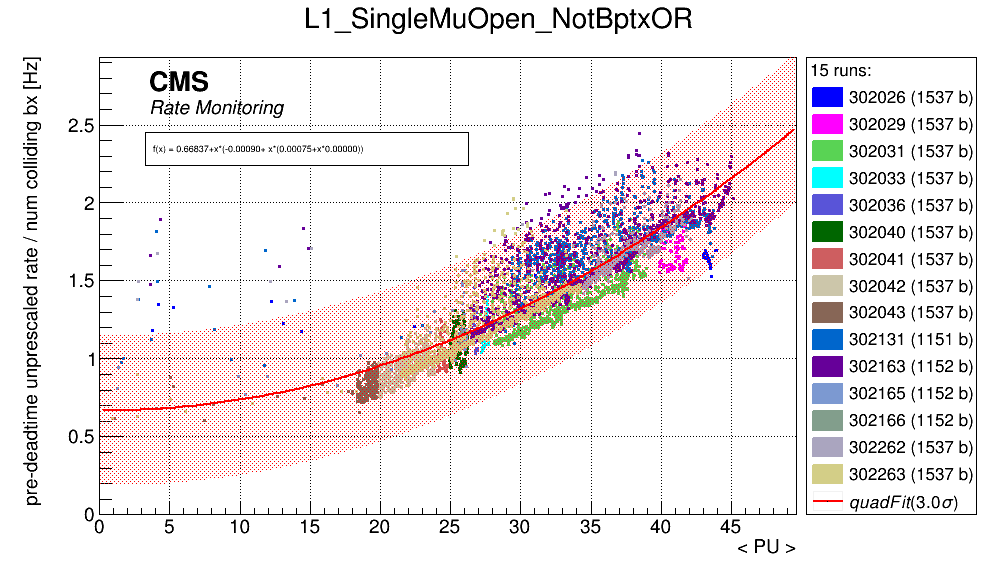 L1_SingleMuOpen_NotBptxOR
pre-deadtime unprescaled rate / num colliding bx [Hz]
CMS
Rate Monitoring
f(x) = 0.66837+x*(-0.00090+ x*(0.00075+x*0.00000))
2.5
2
1.5
1
0.5
0
0 5 10 15 20 25 30 35 40 45
< PU >
15 runs:
302026 (1537 b)
302029 (1537 b)
302031 (1537 b)
302033 (1537 b)
302036 (1537 b)
302040 (1537 b)
302041 (1537 b)
302042 (1537 b)
302043 (1537 b)
302131 (1151 b)
302163 (1152 b)
302165 (1152 b)
302166 (1152 b)
302262 (1537 b)
302263 (1537 b)
quadFit(3.0σ)